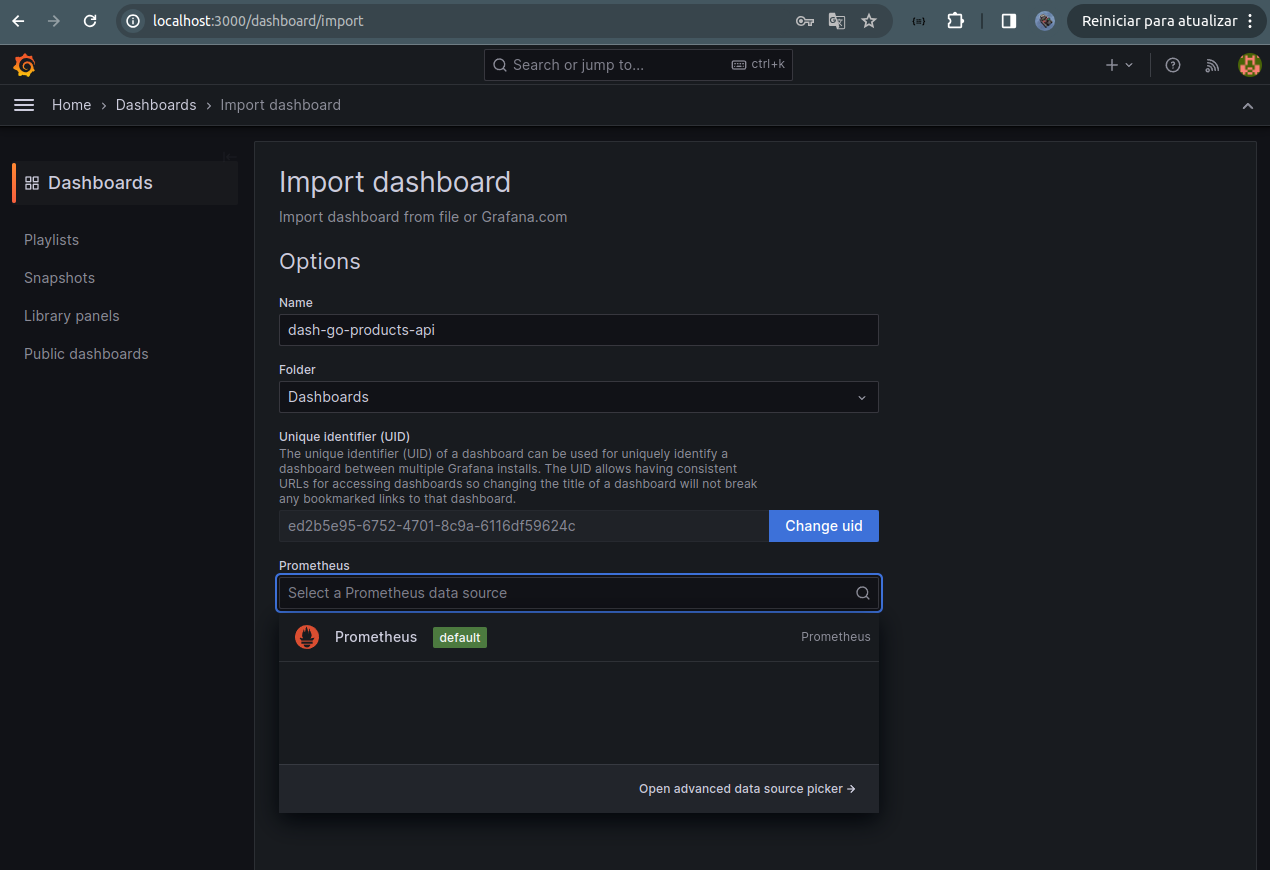 localhost:3000/dashboard/import
Reiniciar para atualizar
Search or jump to...
ctrl+k
Home › Dashboards › Import dashboard
Dashboards
Playlists
Snapshots
Library panels
Public dashboards
Import dashboard
Import dashboard from file or Grafana.com
Options
Name
dash-go-products-api
Folder
Dashboards
Unique identifier (UID)
The unique identifier (UID) of a dashboard can be used for uniquely identify a
dashboard between multiple Grafana installs. The UID allows having consistent
URLs for accessing dashboards so changing the title of a dashboard will not break
any bookmarked links to that dashboard.
ed2b5e95-6752-4701-8c9a-6116df59624c
Change uid
Prometheus
Select a Prometheus data source
Prometheus default Prometheus
Open advanced data source picker →